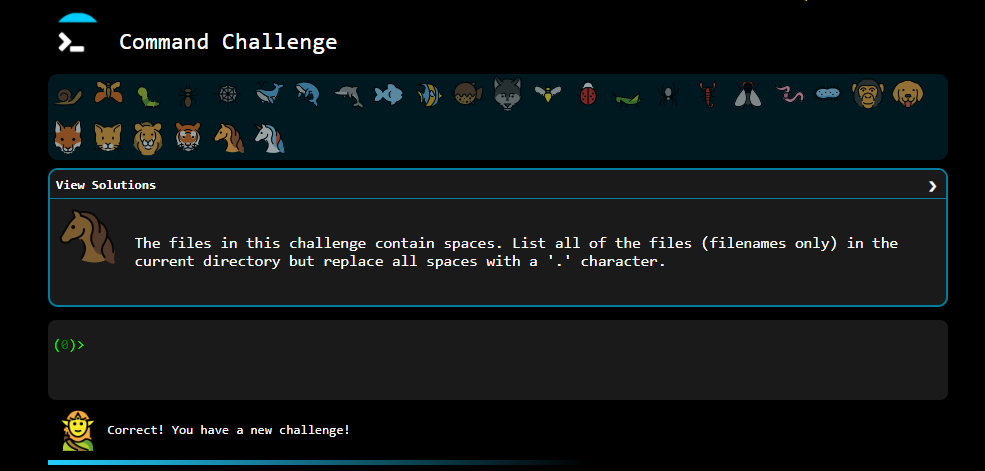 Command Challenge
View Solutions
The files in this challenge contain spaces. List all of the files (filenames only) in the
current directory but replace all spaces with a '.' character.
(0)>
Correct! You have a new challenge!